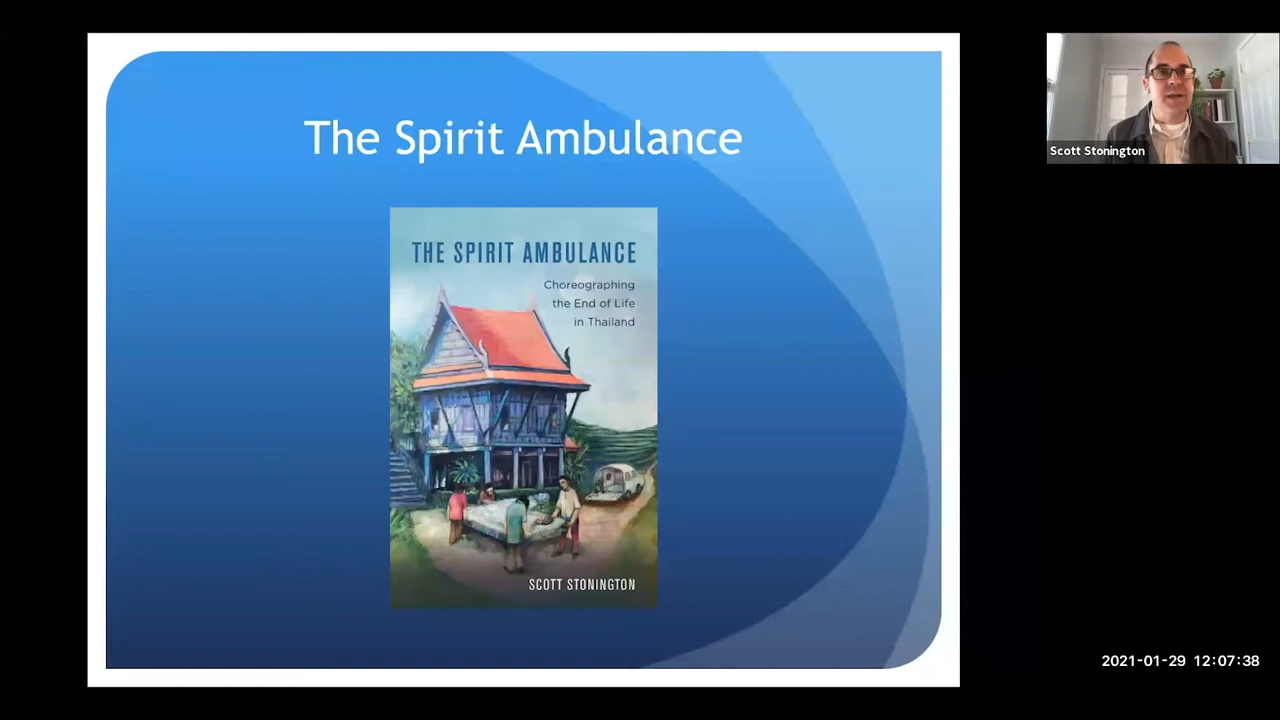 The Spirit Ambulance
THE SPIRIT AMBULANCE
Choreographing
the End of Life
in Thailand
SCOTT STONINGTON
Scott Stonington
2021-01-29 12:07:38